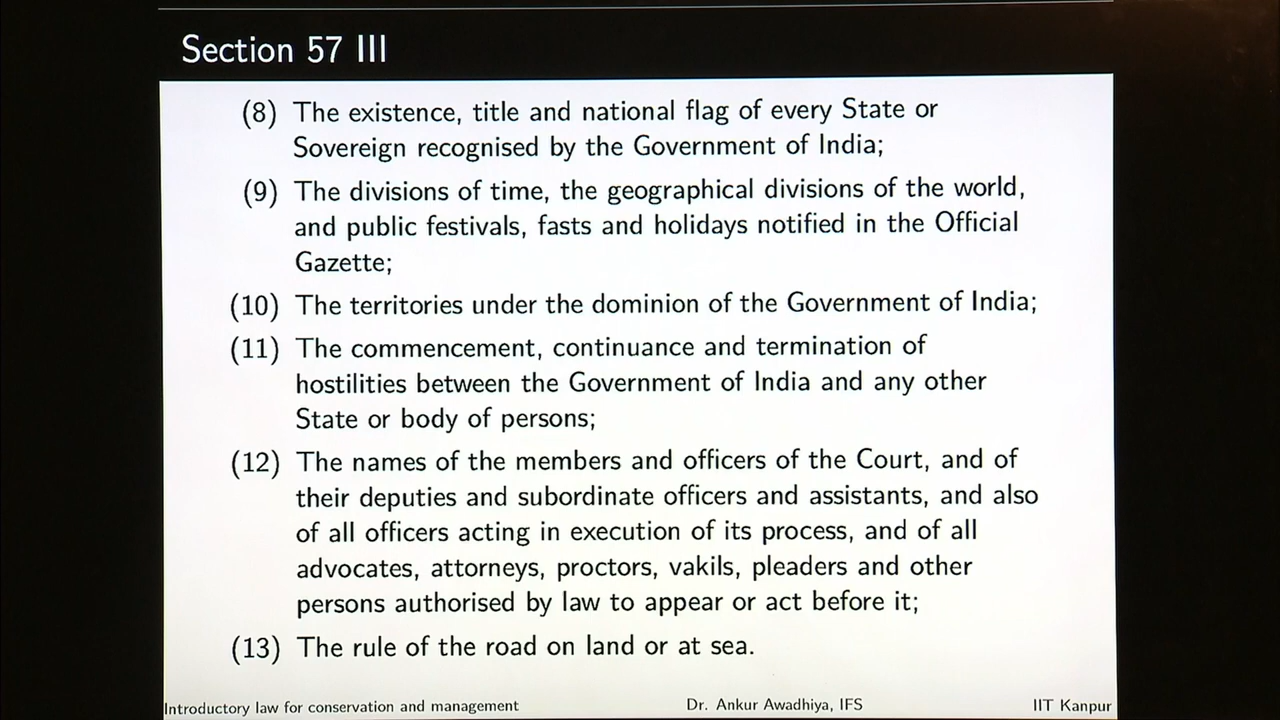 Section 57 III
(8) The existence, title and national flag of every State or
Sovereign recognised by the Government of India;
(9) The divisions of time, the geographical divisions of the world,
and public festivals, fasts and holidays notified in the Official
Gazette;
(10) The territories under the dominion of the Government of India;
(11) The commencement, continuance and termination of
hostilities between the Government of India and any other
State or body of persons;
(12) The names of the members and officers of the Court, and of
their deputies and subordinate officers and assistants, and also
of all officers acting in execution of its process, and of all
advocates, attorneys, proctors, vakils, pleaders and other
persons authorised by law to appear or act before it;
(13) The rule of the road on land or at sea.
Introductory law for conservation and management Dr. Ankur Awadhiya, IFS IIT Kanpur